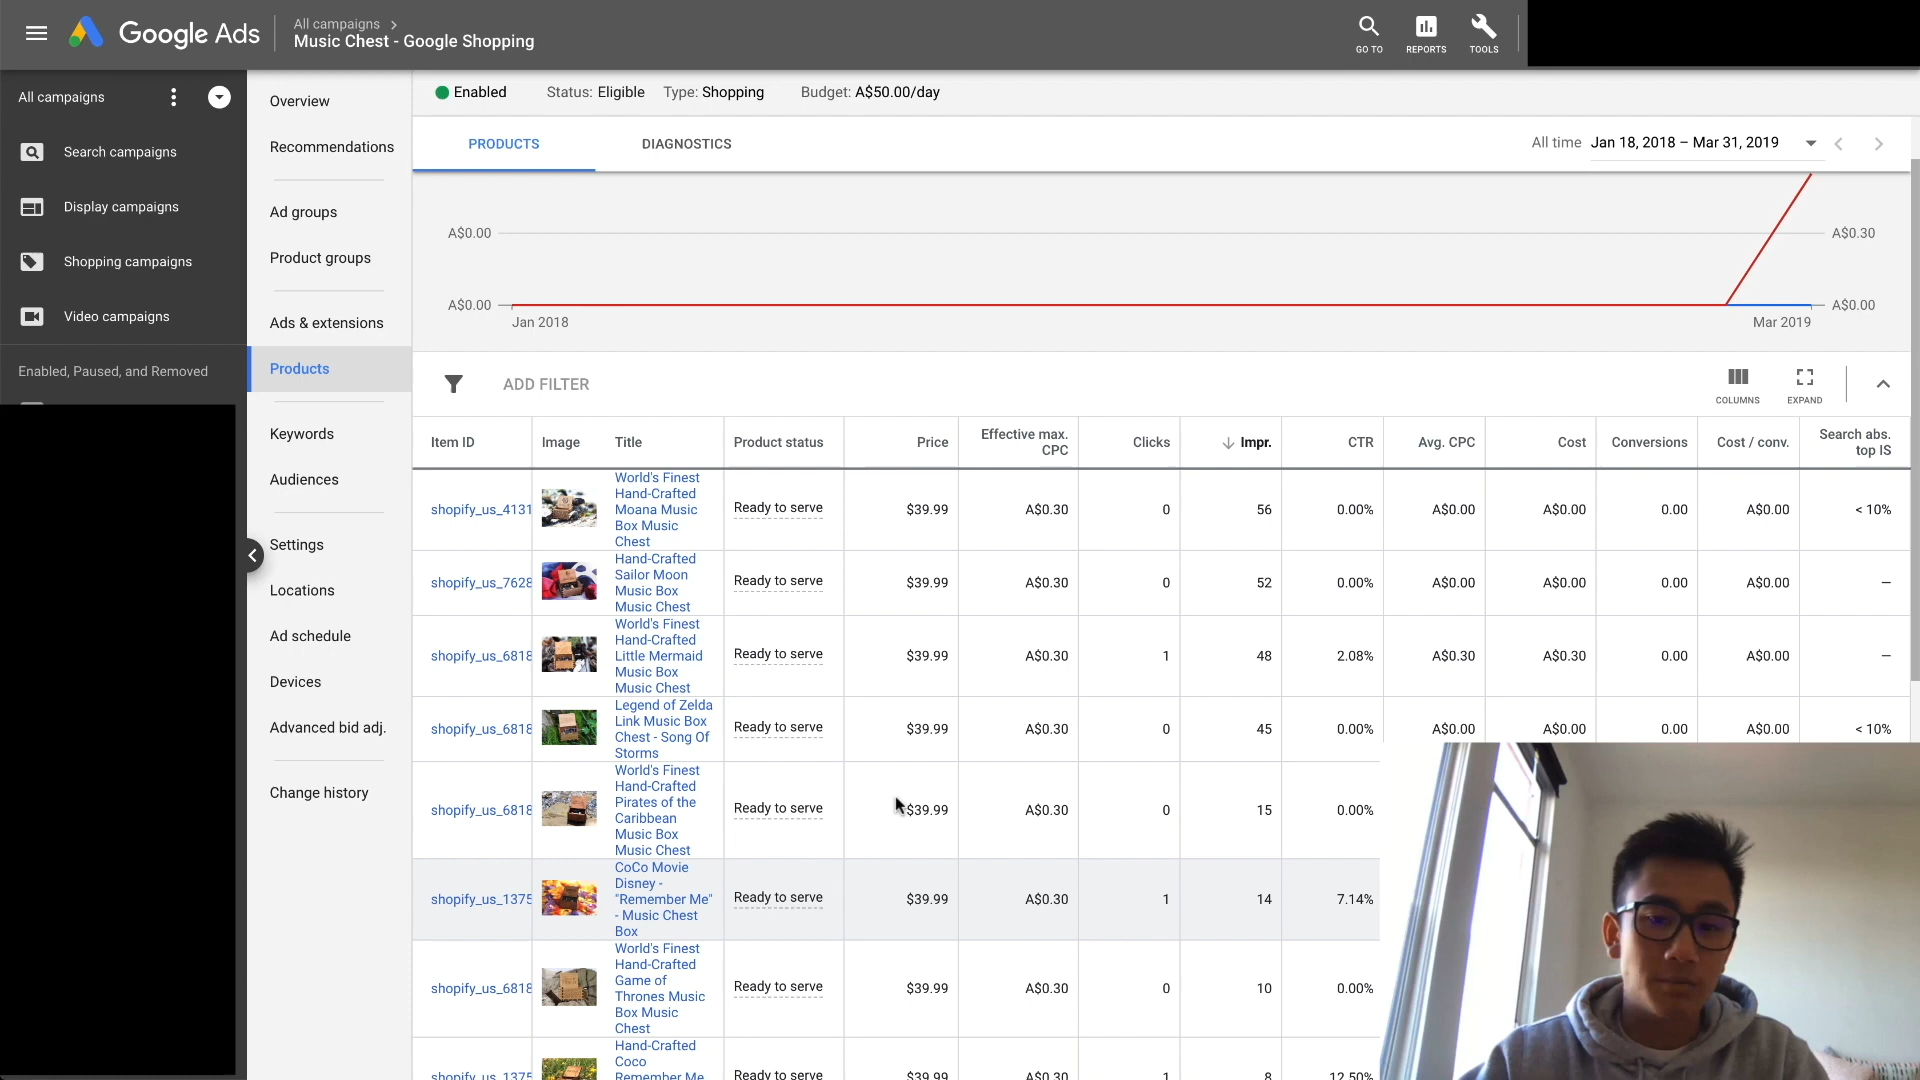 Google Ads
All campaigns
Music Chest - Google Shopping
GO TO
REPORTS
TOOLS
All campaigns
Search campaigns
Display campaigns
Shopping campaigns
Video campaigns
Enabled, Paused, and Removed
Overview
Recommendations
Ad groups
Product groups
Ads & extensions
Products
Keywords
Audiences
Settings
Locations
Ad schedule
Devices
Advanced bid adj.
Change history
Enabled Status: Eligible Type: Shopping Budget: A$50.00/day
PRODUCTS DIAGNOSTICS All time Jan 18, 2018 – Mar 31, 2019
A$0.00 A$0.30
A$0.00 A$0.00
Jan 2018 Mar 2019
ADD FILTER
COLUMNS EXPAND
Item ID Image Title Product status Price Effective max. CPC Clicks Impr. CTR Avg. CPC Cost Conversions Cost / conv. Search abs. top IS
World's Finest
Hand-Crafted
Moana Music
Box Music
Chest
shopify_us_4131 Ready to serve $39.99 A$0.30 0 56 0.00% A$0.00 A$0.00 0.00 A$0.00 < 10%
Hand-Crafted
Sailor Moon
Music Box
Music Chest
shopify_us_7628 Ready to serve $39.99 A$0.30 0 52 0.00% A$0.00 A$0.00 0.00 A$0.00 —
World's Finest
Hand-Crafted
Little Mermaid
Music Box
Music Chest
shopify_us_6818 Ready to serve $39.99 A$0.30 1 48 2.08% A$0.30 A$0.30 0.00 A$0.00 —
Legend of Zelda
Link Music Box
Chest - Song Of
Storms
shopify_us_6818 Ready to serve $39.99 A$0.30 0 45 0.00% A$0.00 A$0.00 0.00 A$0.00 < 10%
World's Finest
Hand-Crafted
Pirates of the
Caribbean
Music Box
Music Chest
shopify_us_6818 Ready to serve $39.99 A$0.30 0 15 0.00%
CoCo Movie
Disney -
"Remember Me"
- Music Chest
Box
shopify_us_1375 Ready to serve $39.99 A$0.30 1 14 7.14%
World's Finest
Hand-Crafted
Game of
Thrones Music
Box Music
Chest
shopify_us_6818 Ready to serve $39.99 A$0.30 0 10 0.00%
Hand-Crafted
Coco
Remember Me
shopify_us_1375 Ready to serve $39.99 A$0.30 1 8 12.50%